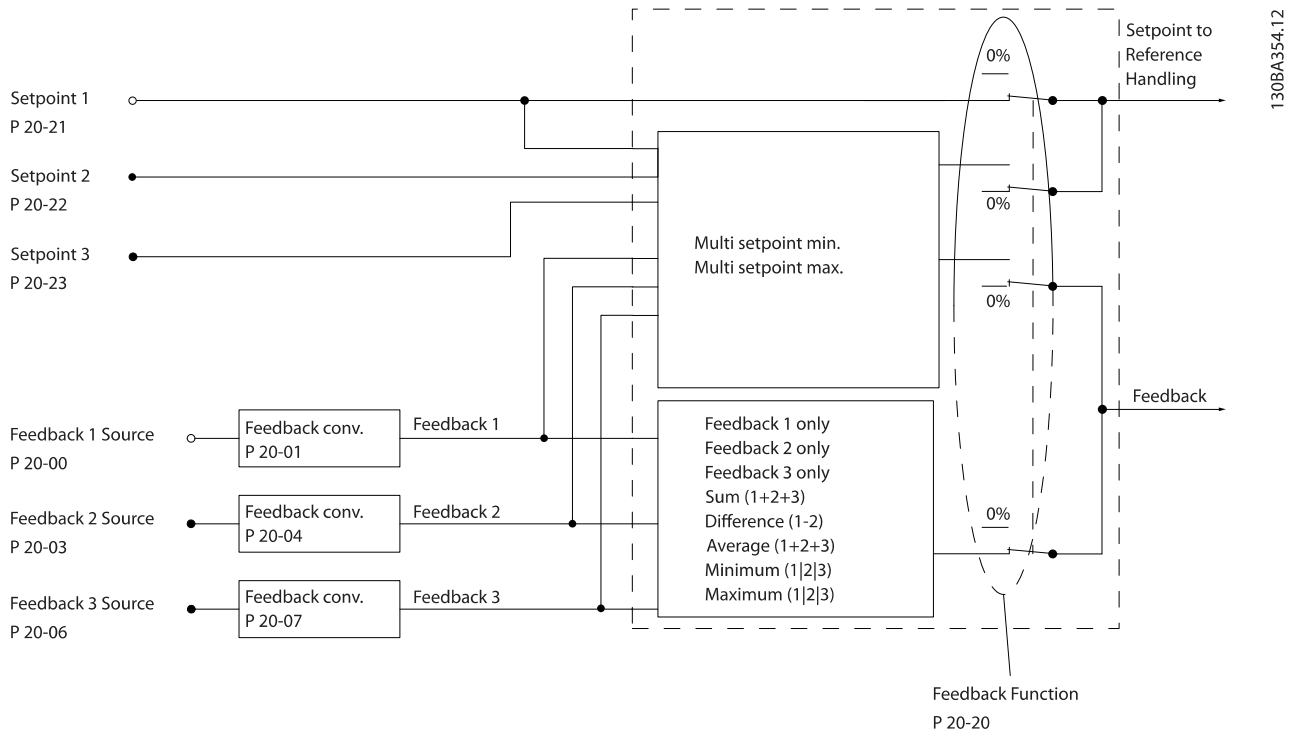 130BA354.12
Setpoint to
Reference
Handling
0%
Setpoint 1
P 20-21
Setpoint 2
P 20-22
0%
Setpoint 3
P 20-23
Multi setpoint min.
Multi setpoint max.
0%
Feedback
Feedback 1 Source
P 20-00
Feedback conv.
P 20-01
Feedback 1
Feedback 2 Source
P 20-03
Feedback conv.
P 20-04
Feedback 2
Feedback 3 Source
P 20-06
Feedback conv.
P 20-07
Feedback 3
Feedback 1 only
Feedback 2 only
Feedback 3 only
Sum (1+2+3)
Difference (1-2)
Average (1+2+3)
Minimum (1|2|3)
Maximum (1|2|3)
0%
Feedback Function
P 20-20